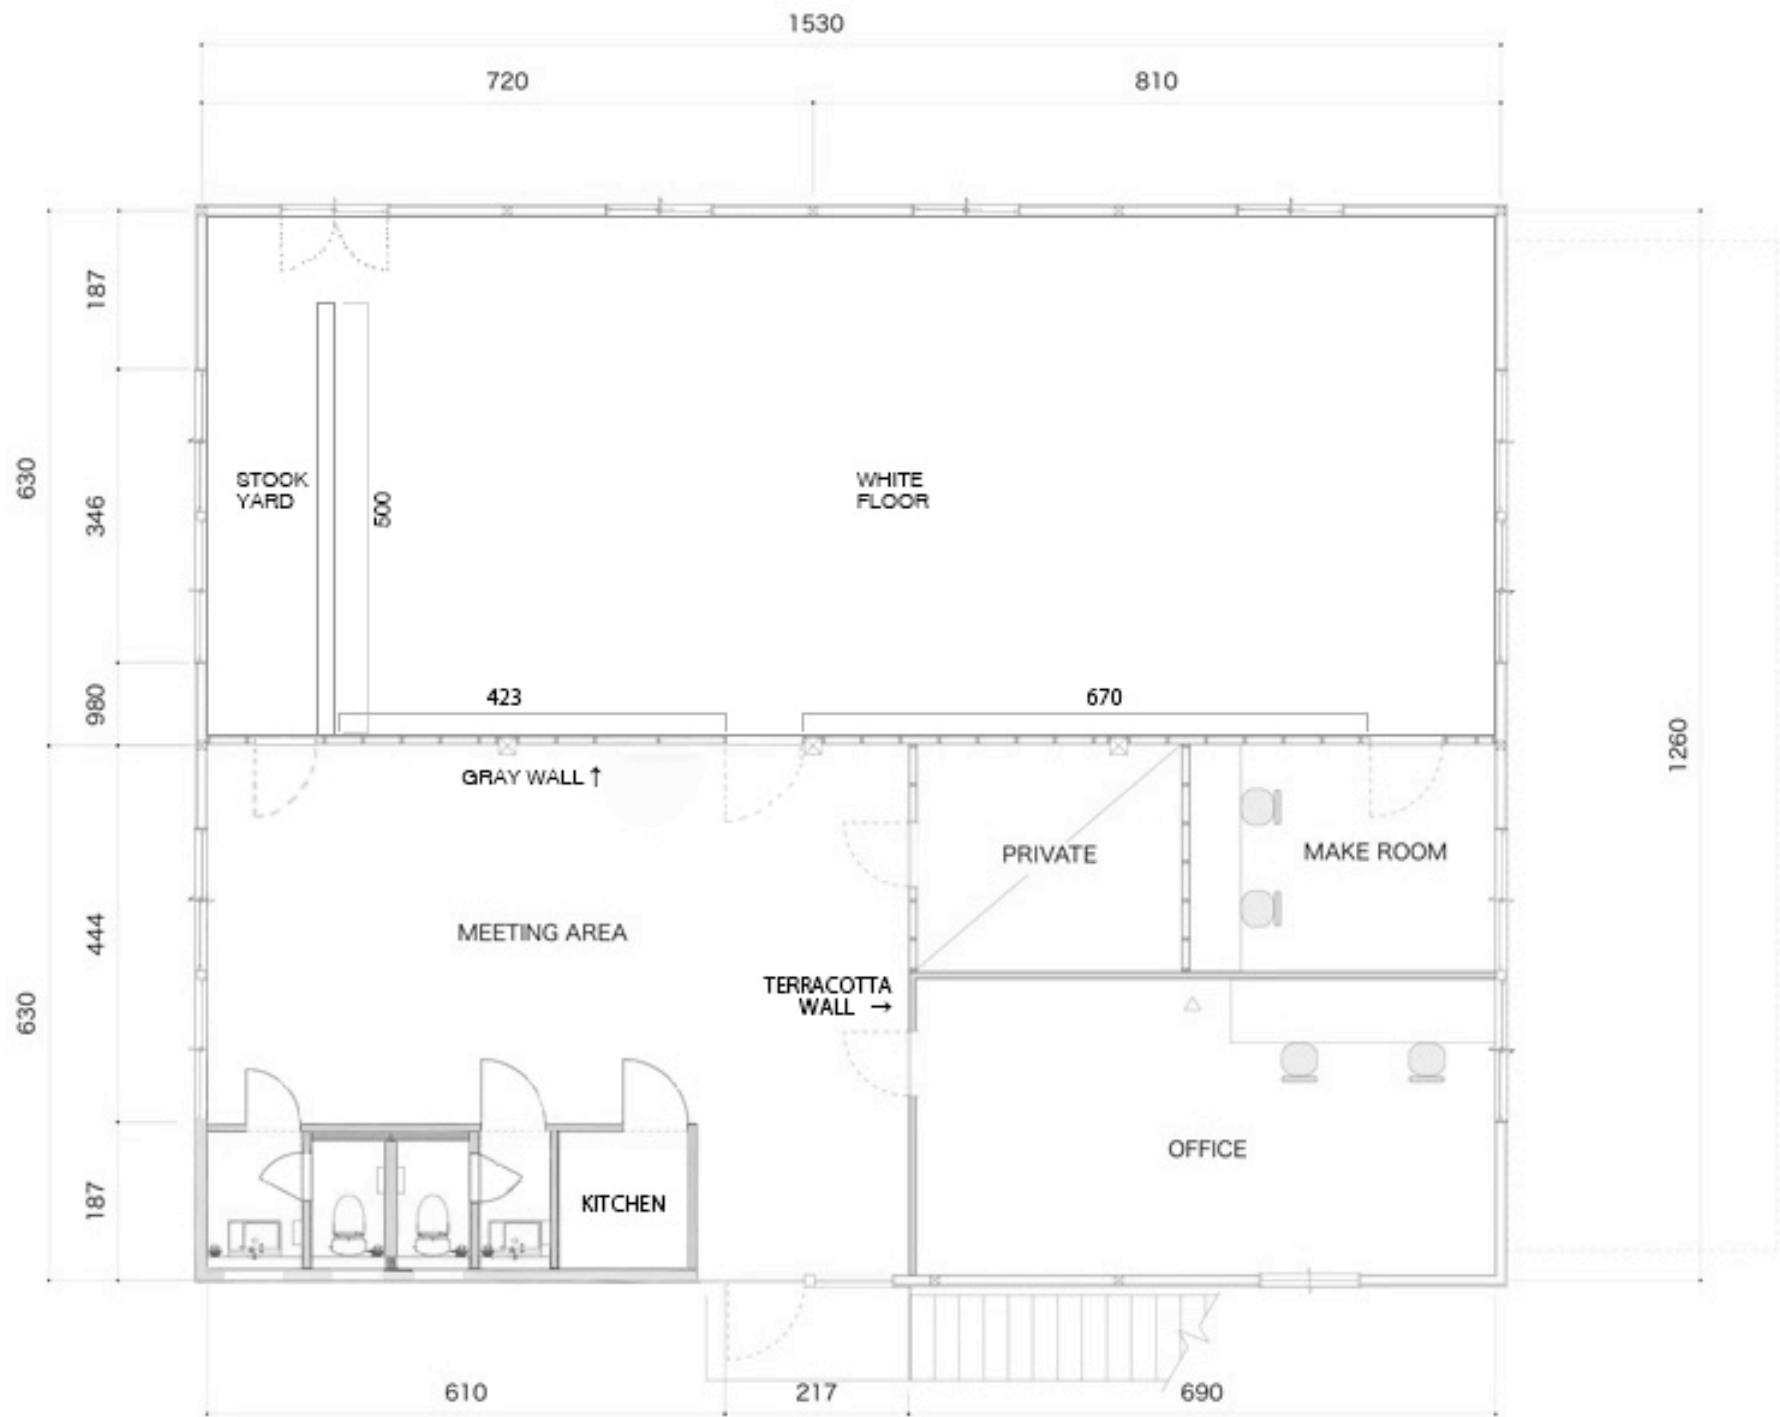 1530
720
810
187
STOCK
YARD
WHITE
FLOOR
630
346
500
423
670
980
1260
GRAY WALL ↑
PRIVATE
MAKE ROOM
444
MEETING AREA
TERRACOTTA
WALL →
630
OFFICE
187
KITCHEN
610
217
690